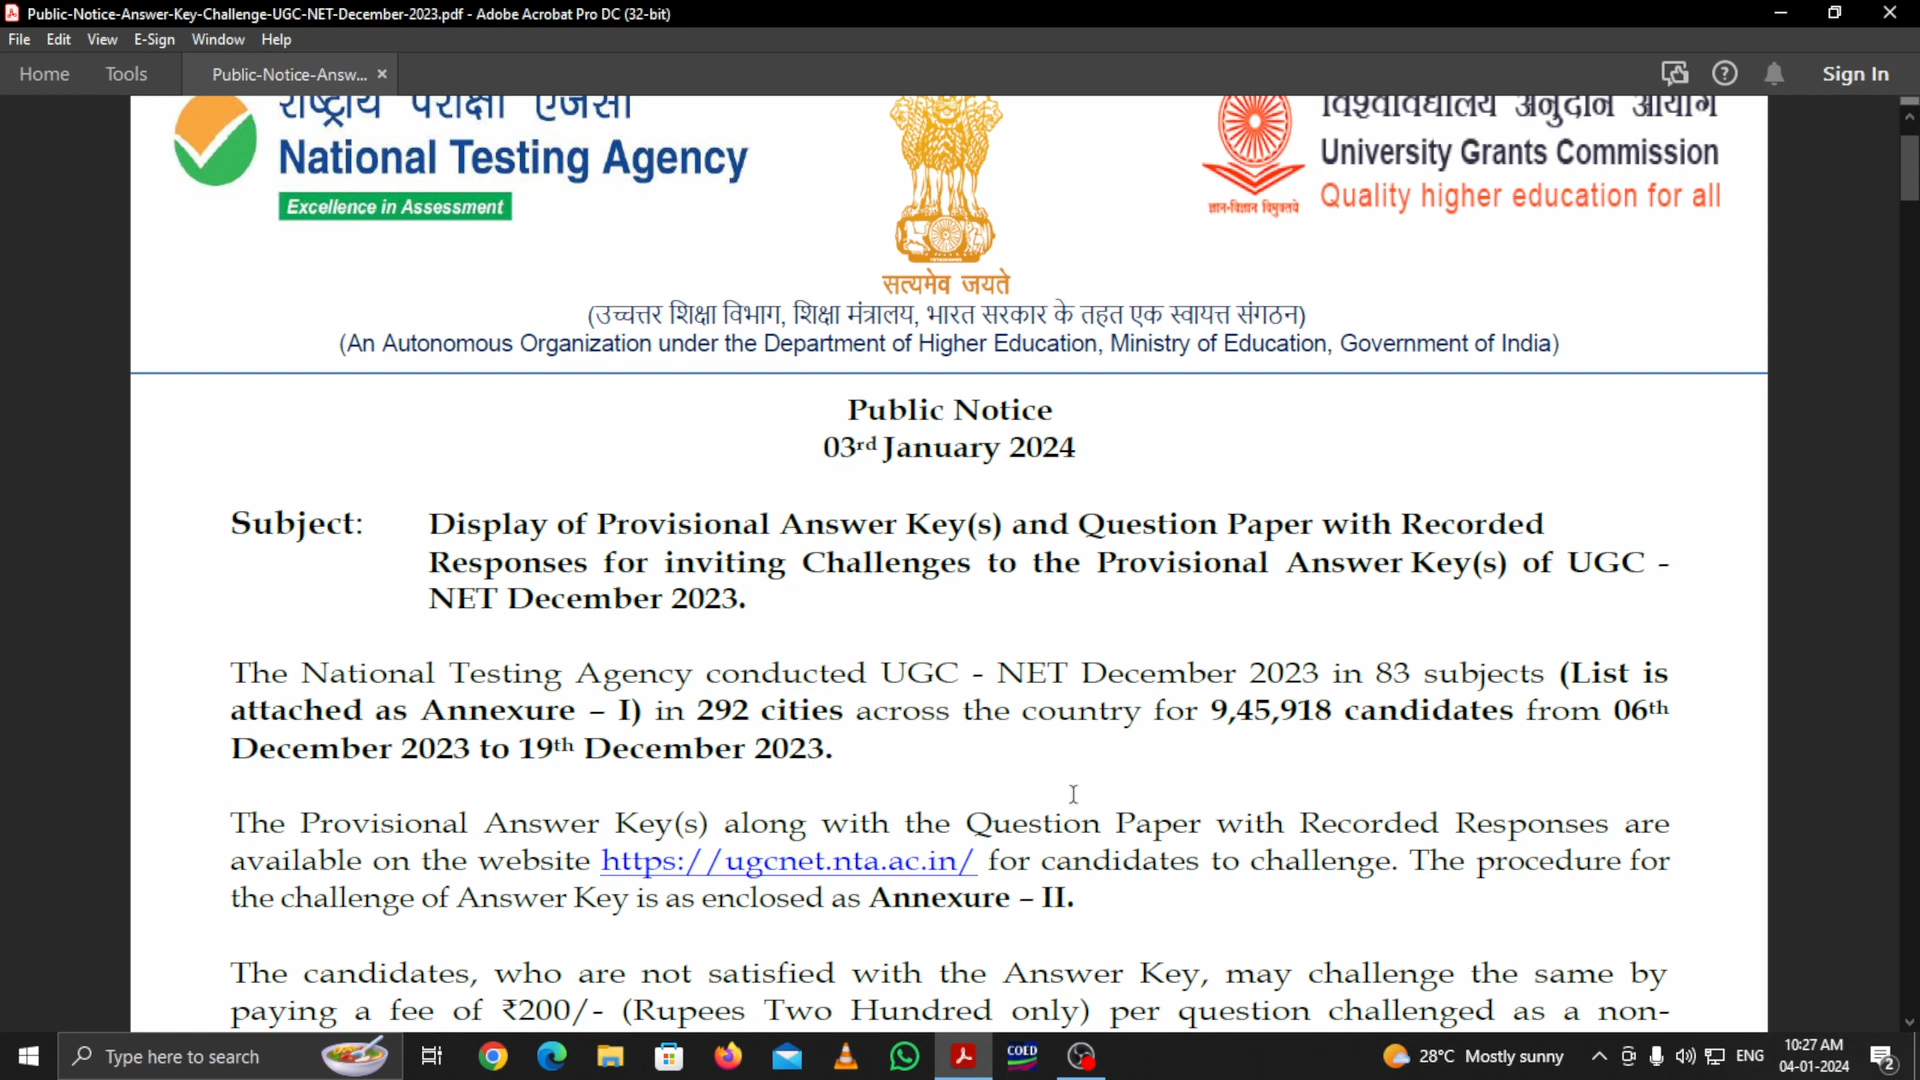 Public-Notice-Answer-Key-Challenge-UGC-NET-December-2023.pdf - Adobe Acrobat Pro DC (32-bit)
File Edit View E-Sign Window Help
Home Tools Public-Notice-Answ... × Sign In
राष्ट्रीय परीक्षा एजेंसी
National Testing Agency
Excellence in Assessment
सत्यमेव जयते
विश्वविद्यालय अनुदान आयोग
University Grants Commission
Quality higher education for all
ज्ञान-विज्ञान विमुक्तये
(उच्चतर शिक्षा विभाग, शिक्षा मंत्रालय, भारत सरकार के तहत एक स्वायत्त संगठन)
(An Autonomous Organization under the Department of Higher Education, Ministry of Education, Government of India)
Public Notice
03rd January 2024
Subject: Display of Provisional Answer Key(s) and Question Paper with Recorded
Responses for inviting Challenges to the Provisional Answer Key(s) of UGC -
NET December 2023.
The National Testing Agency conducted UGC - NET December 2023 in 83 subjects (List is
attached as Annexure – I) in 292 cities across the country for 9,45,918 candidates from 06th
December 2023 to 19th December 2023.
The Provisional Answer Key(s) along with the Question Paper with Recorded Responses are
available on the website https://ugcnet.nta.ac.in/ for candidates to challenge. The procedure for
the challenge of Answer Key is as enclosed as Annexure – II.
The candidates, who are not satisfied with the Answer Key, may challenge the same by
paying a fee of ₹200/- (Rupees Two Hundred only) per question challenged as a non-
Type here to search
COED
28°C Mostly sunny
ENG
10:27 AM
04-01-2024
2